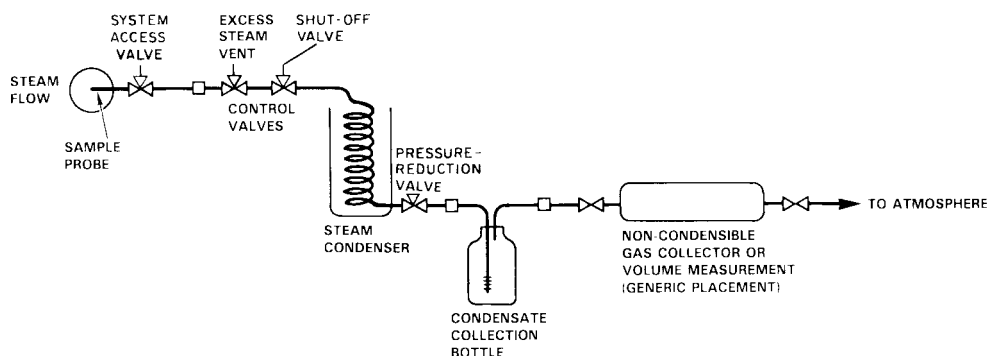 SYSTEM
ACCESS
VALVE
EXCESS
STEAM
VENT
SHUT-OFF
VALVE
STEAM
FLOW
CONTROL
VALVES
SAMPLE
PROBE
PRESSURE-
REDUCTION
VALVE
STEAM
CONDENSER
TO ATMOSPHERE
NON-CONDENSIBLE
GAS COLLECTOR OR
VOLUME MEASUREMENT
(GENERIC PLACEMENT)
CONDENSATE
COLLECTION
BOTTLE